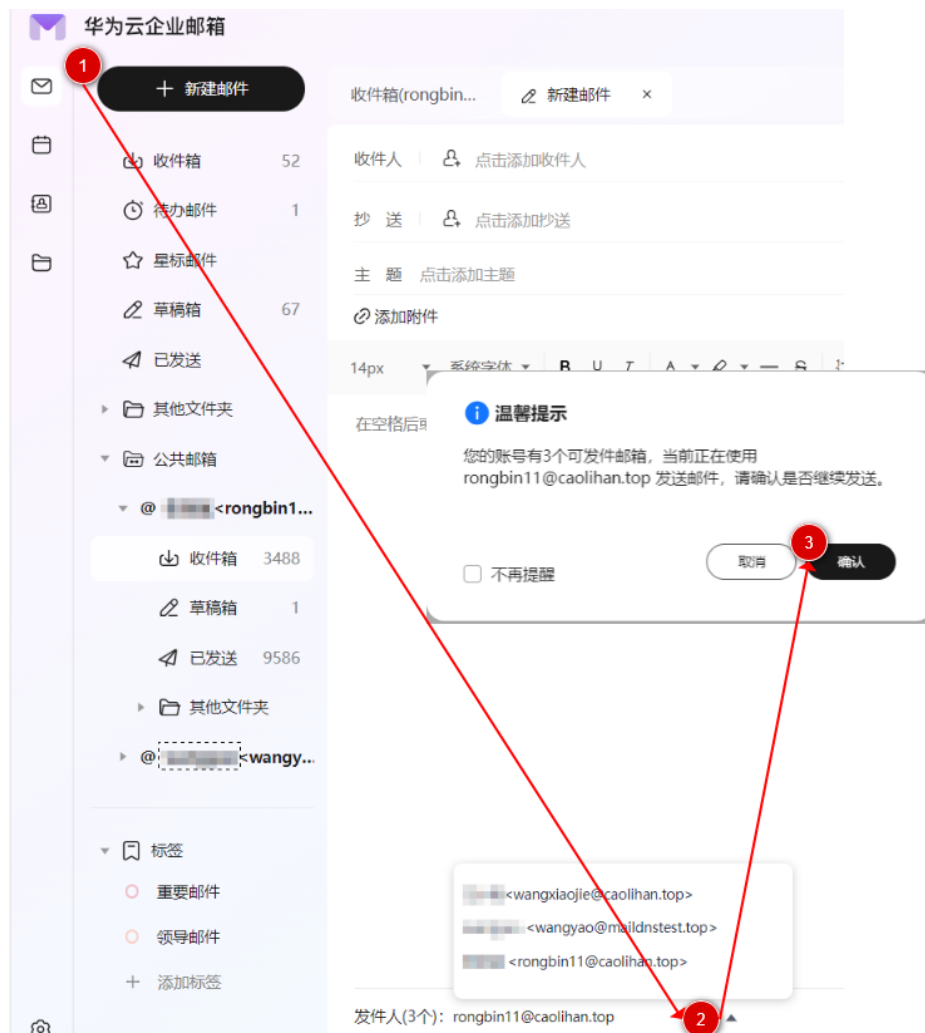 华为云企业邮箱
1
+ 新建邮件
收件箱 52
待办邮件 1
星标邮件
草稿箱 67
已发送
其他文件夹
公共邮箱
@ <rongbin1...
收件箱 3488
草稿箱 1
已发送 9586
其他文件夹
@ <wangy...
标签
重要邮件
领导邮件
+ 添加标签
收件箱(rongbin... 新建邮件 ×
收件人 点击添加收件人
抄 送 点击添加抄送
主 题 点击添加主题
添加附件
14px 系统字体 B U T A S
在空格后
温馨提示
您的账号有3个可发件邮箱，当前正在使用
rongbin11@caolihan.top 发送邮件，请确认是否继续发送。
3
不再提醒 取消 确认
<wangxiaojie@caolihan.top>
<wangyao@maildnstest.top>
<rongbin11@caolihan.top>
发件人(3个)：rongbin11@caolihan.top 2